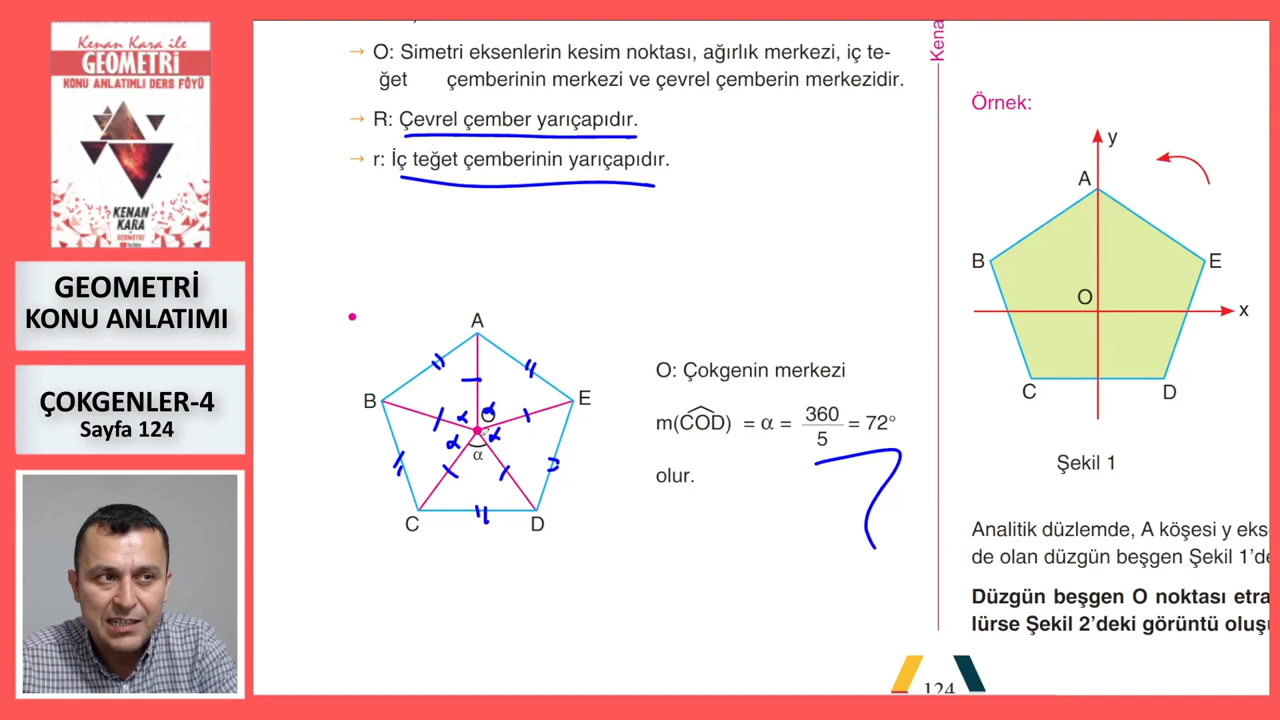 Kenan Kara ile
GEOMETRİ
KONU ANLATIMLI DERS FÖYÜ
KENAN
KARA
GEOMETRİ
YouTube
GEOMETRİ
KONU ANLATIMI
ÇOKGENLER-4
Sayfa 124
→ O: Simetri eksenlerin kesim noktası, ağırlık merkezi, iç te-
ğet çemberinin merkezi ve çevrel çemberin merkezidir.
→ R: Çevrel çember yarıçapıdır.
→ r: İç teğet çemberinin yarıçapıdır.
A
B
E
O
α α
α α
α
C
D
O: Çokgenin merkezi
m(COD) = α = 360/5 = 72°
olur.
Kena
Örnek:
y
A
B
E
O
x
C
D
Şekil 1
Analitik düzlemde, A köşesi y eks
de olan düzgün beşgen Şekil 1'de
Düzgün beşgen O noktası etra
lürse Şekil 2'deki görüntü oluşu
124